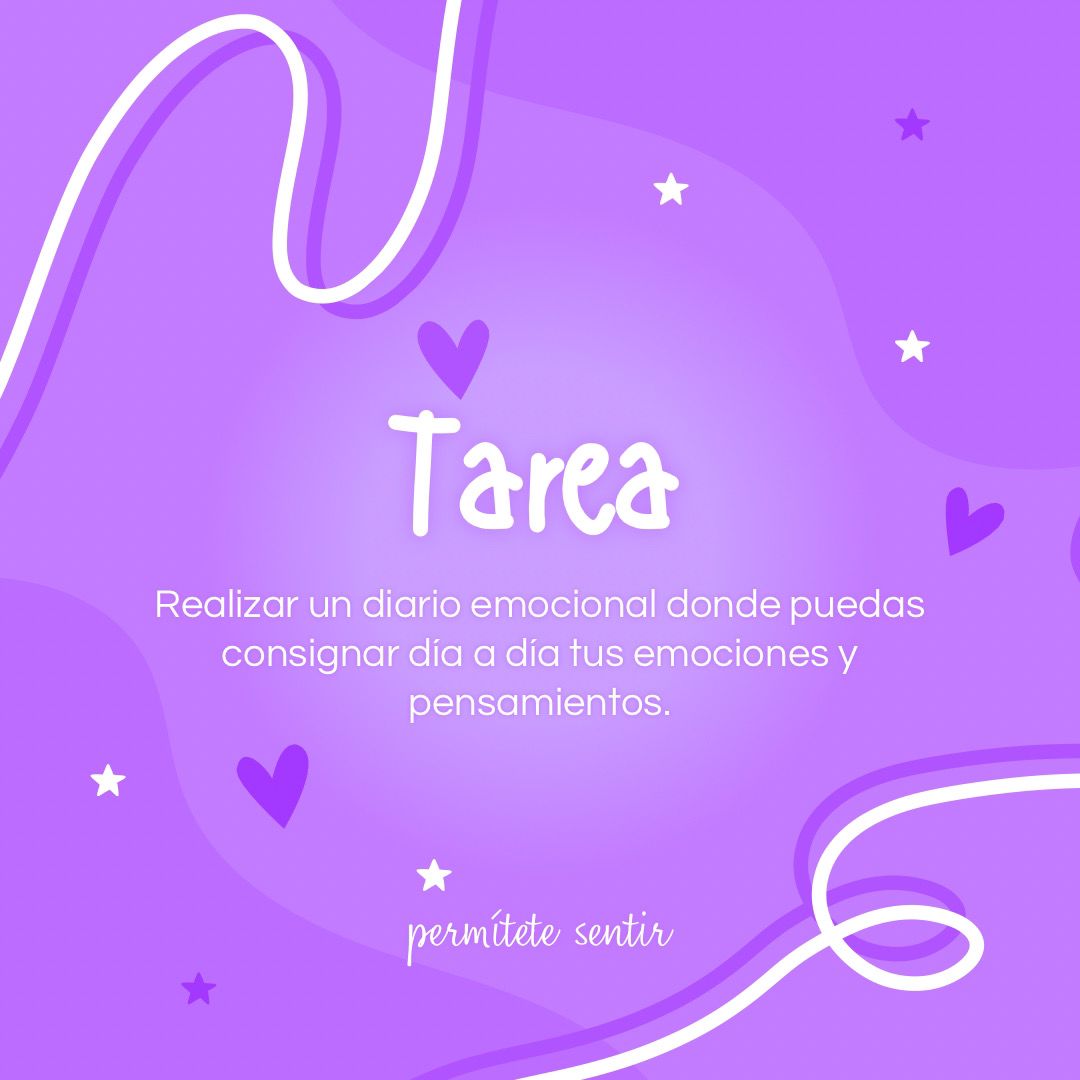 Tarea
Realizar un diario emocional donde puedas
consignar día a día tus emociones y
pensamientos.
permítete sentir